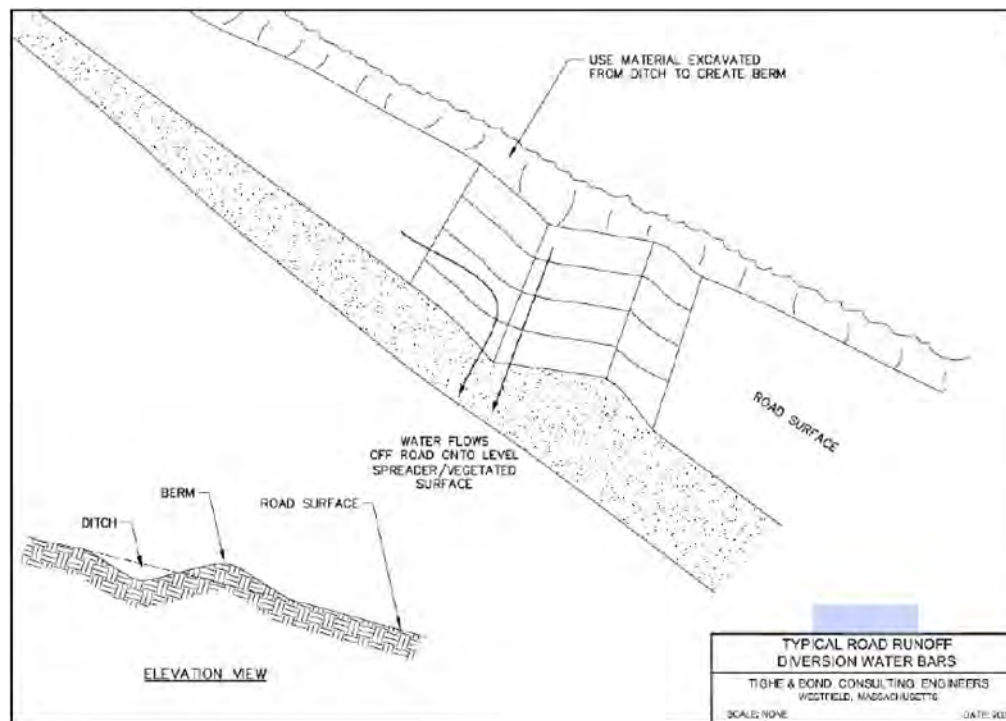 USE MATERIAL EXCAVATED
FROM DITCH TO CREATE BERM
ROAD SURFACE
WATER FLOWS
OFF ROAD ONTO LEVEL
SPREADER/VEGETATED
SURFACE
BERM
ROAD SURFACE
DITCH
ELEVATION VIEW
TYPICAL ROAD RUNOFF
DIVERSION WATER BARS
TIGHE & BOND, CONSULTING ENGINEERS
WESTFIELD, MASSACHUSETTS
SCALE: NONE
DATE: